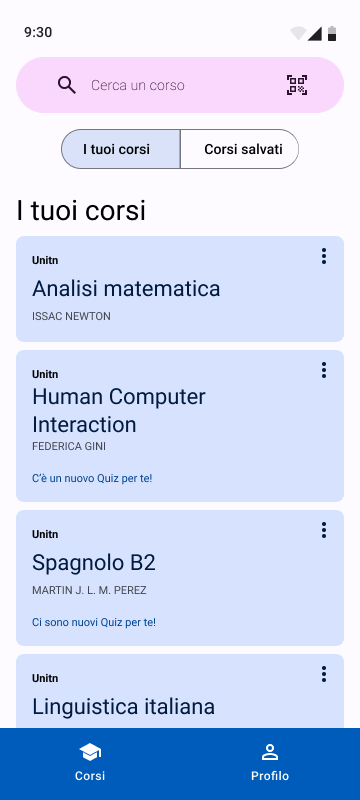 9:30
Cerca un corso
I tuoi corsi
Corsi salvati
I tuoi corsi
Unitn
Analisi matematica
ISSAC NEWTON
Unitn
Human Computer
Interaction
FEDERICA GINI
C'è un nuovo Quiz per te!
Unitn
Spagnolo B2
MARTIN J. L. M. PEREZ
Ci sono nuovi Quiz per te!
Unitn
Linguistica italiana
Corsi
Profilo